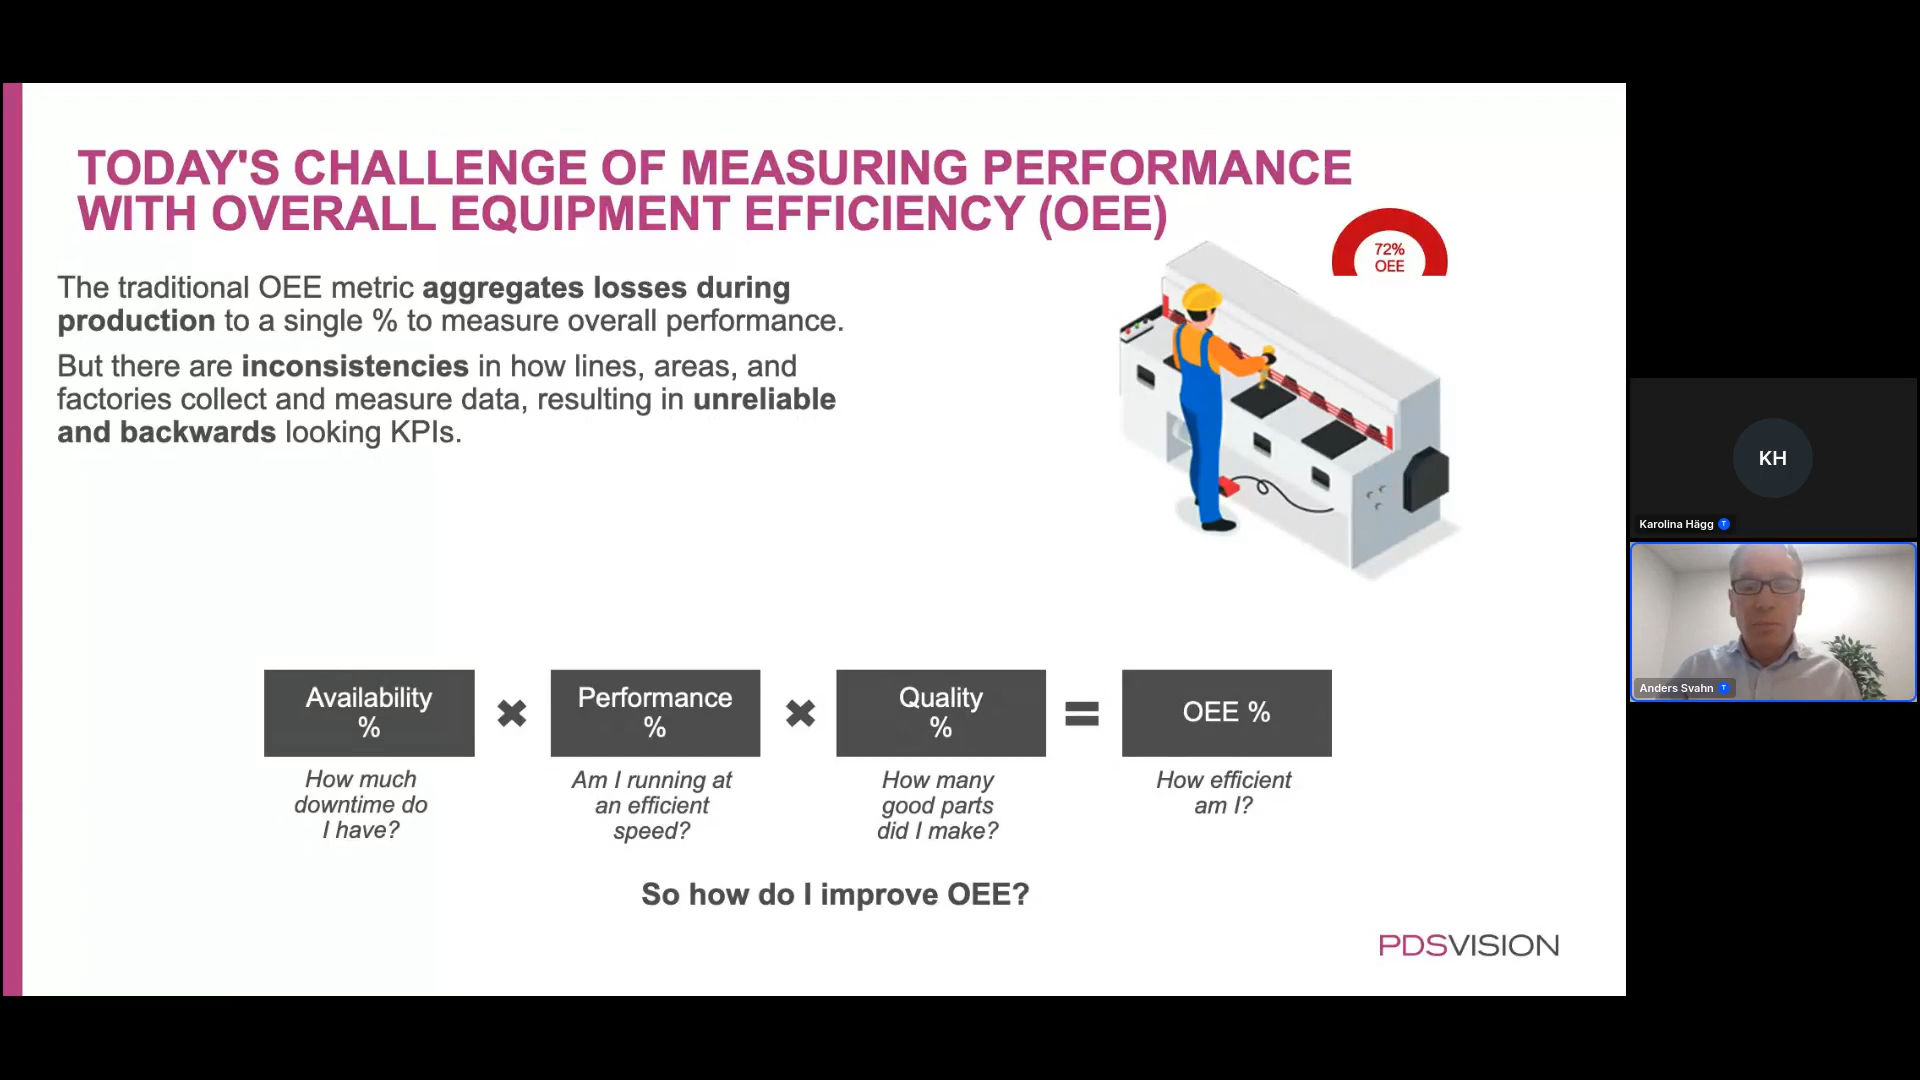 TODAY'S CHALLENGE OF MEASURING PERFORMANCE
WITH OVERALL EQUIPMENT EFFICIENCY (OEE)
72%
OEE
The traditional OEE metric aggregates losses during
production to a single % to measure overall performance.
But there are inconsistencies in how lines, areas, and
factories collect and measure data, resulting in unreliable
and backwards looking KPIs.
KH
Karolina Hägg T
Anders Svahn T
Availability
%
✖
Performance
%
✖
Quality
%
=
OEE %
How much
downtime do
I have?
Am I running at
an efficient
speed?
How many
good parts
did I make?
How efficient
am I?
So how do I improve OEE?
PDSVISION